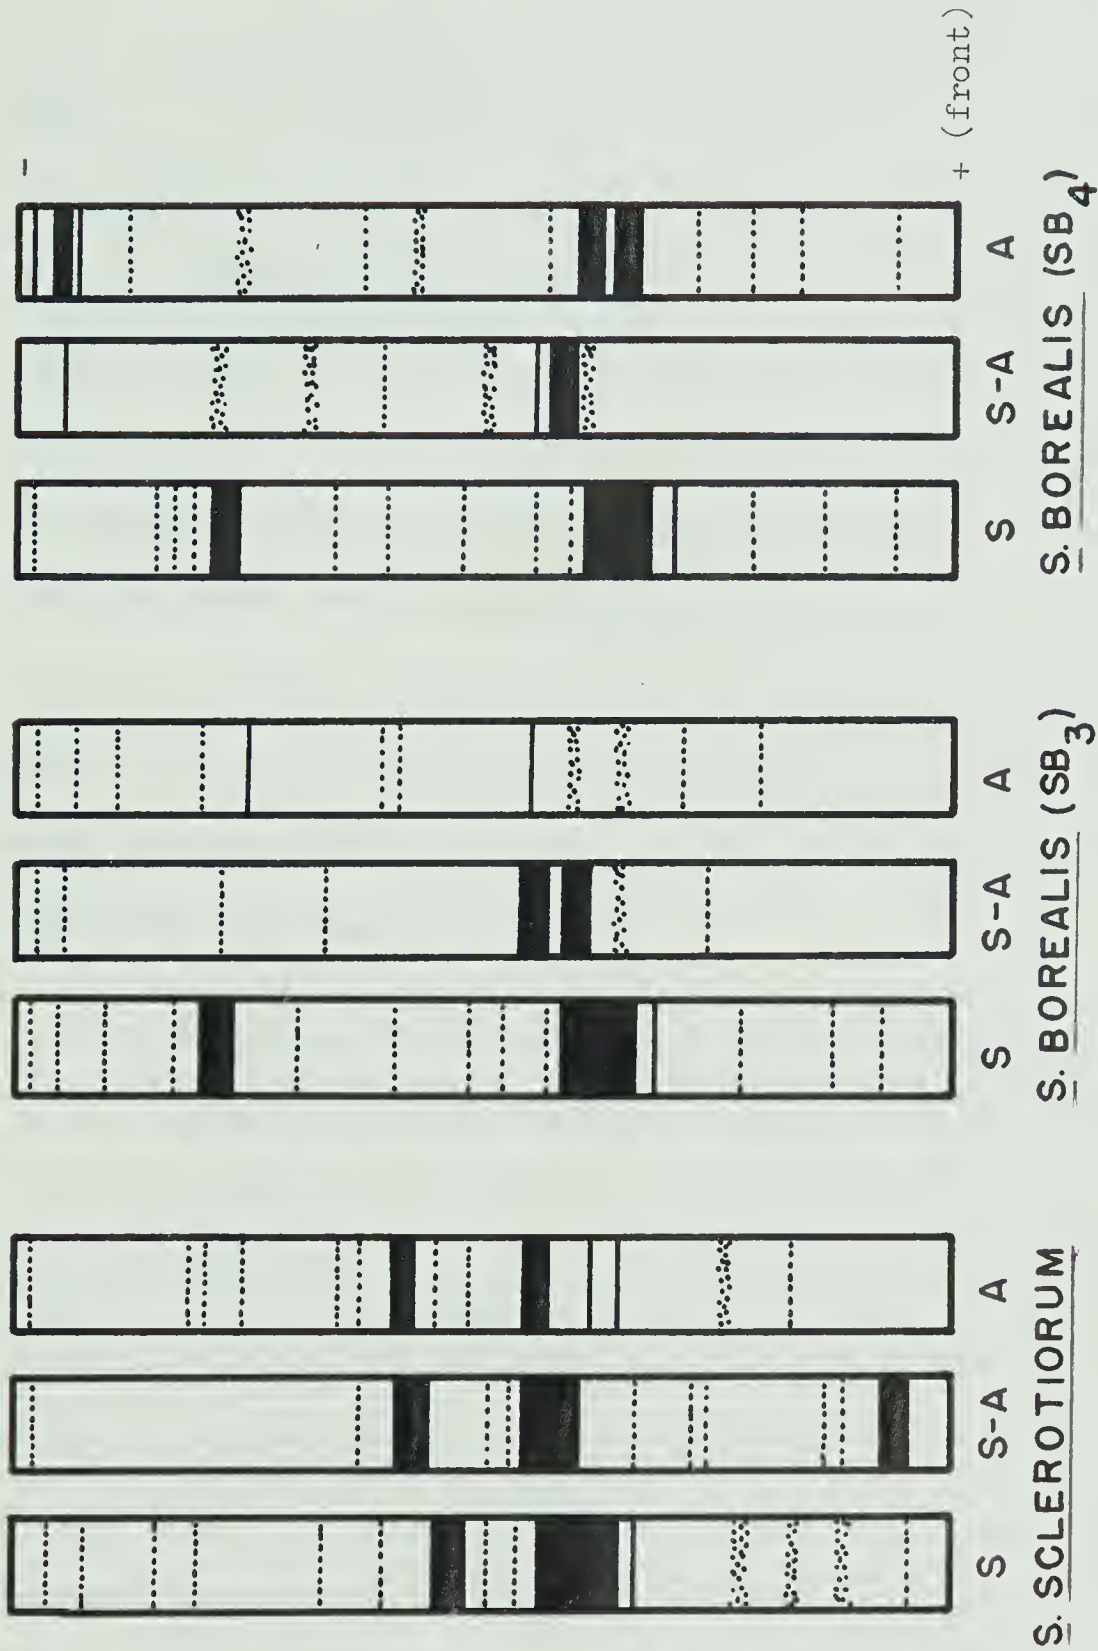 –
+ (front)
S S-A A S S-A A S S-A A
S. SCLEROTIORUM S. BOREALIS (SB3) S. BOREALIS (SB4)